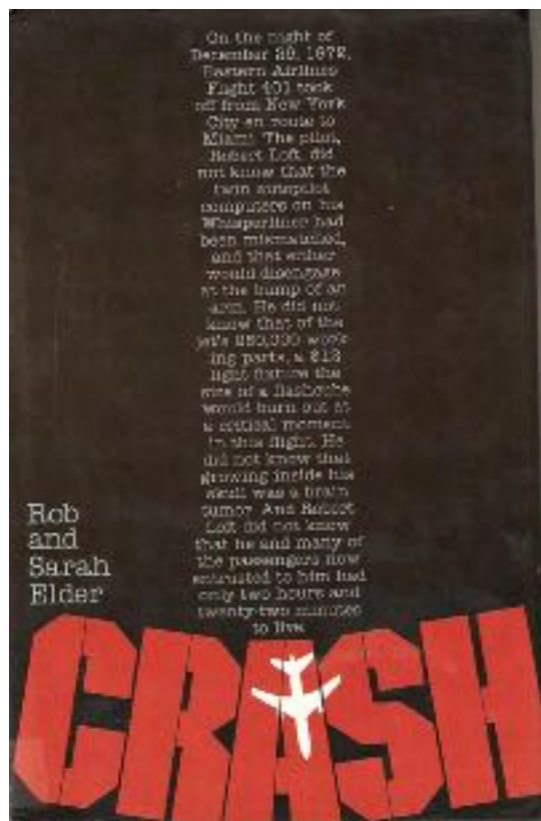 On the night of
December 29, 1972,
Eastern Airlines
Flight 401 took
off from New York
City en route to
Miami. The pilot,
Robert Loft, did
not know that the
twin autopilot
computers on his
Whisperliner had
been mismatched,
and that either
would disengage
at the bump of an
arm. He did not
know that of the
jet's 250,000 work-
ing parts, a $12
light fixture the
size of a flashcube
would burn out at
a critical moment
in this flight. He
did not know that
growing inside his
skull was a brain
tumor. And Robert
Loft did not know
that he and many of
the passengers now
entrusted to him had
only two hours and
twenty-two minutes
to live.
Rob
and
Sarah
Elder
CRASH